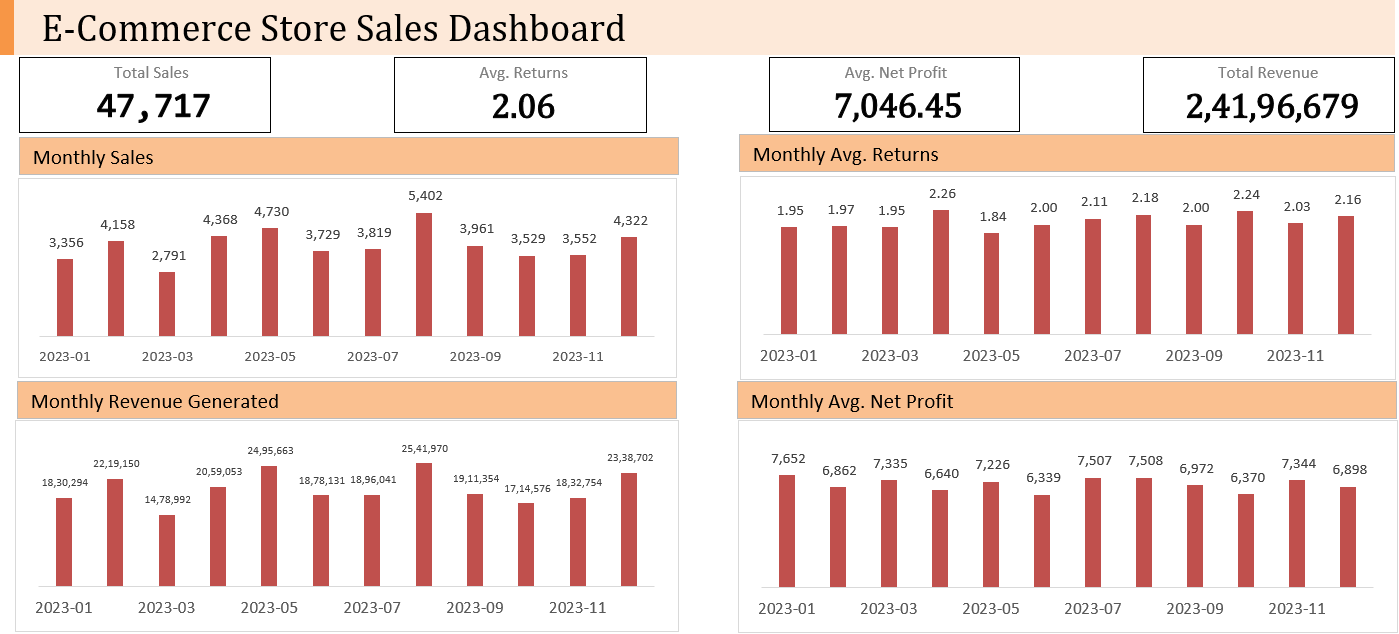 E-Commerce Store Sales Dashboard
Total Sales
47,717
Avg. Returns
2.06
Avg. Net Profit
7,046.45
Total Revenue
2,41,96,679
Monthly Sales
3,356 4,158 2,791 4,368 4,730 3,729 3,819 5,402 3,961 3,529 3,552 4,322
2023-01 2023-03 2023-05 2023-07 2023-09 2023-11
Monthly Avg. Returns
1.95 1.97 1.95 2.26 1.84 2.00 2.11 2.18 2.00 2.24 2.03 2.16
2023-01 2023-03 2023-05 2023-07 2023-09 2023-11
Monthly Revenue Generated
18,30,294 22,19,150 14,78,992 20,59,053 24,95,663 18,78,131 18,96,041 25,41,970 19,11,354 17,14,576 18,32,754 23,38,702
2023-01 2023-03 2023-05 2023-07 2023-09 2023-11
Monthly Avg. Net Profit
7,652 6,862 7,335 6,640 7,226 6,339 7,507 7,508 6,972 6,370 7,344 6,898
2023-01 2023-03 2023-05 2023-07 2023-09 2023-11